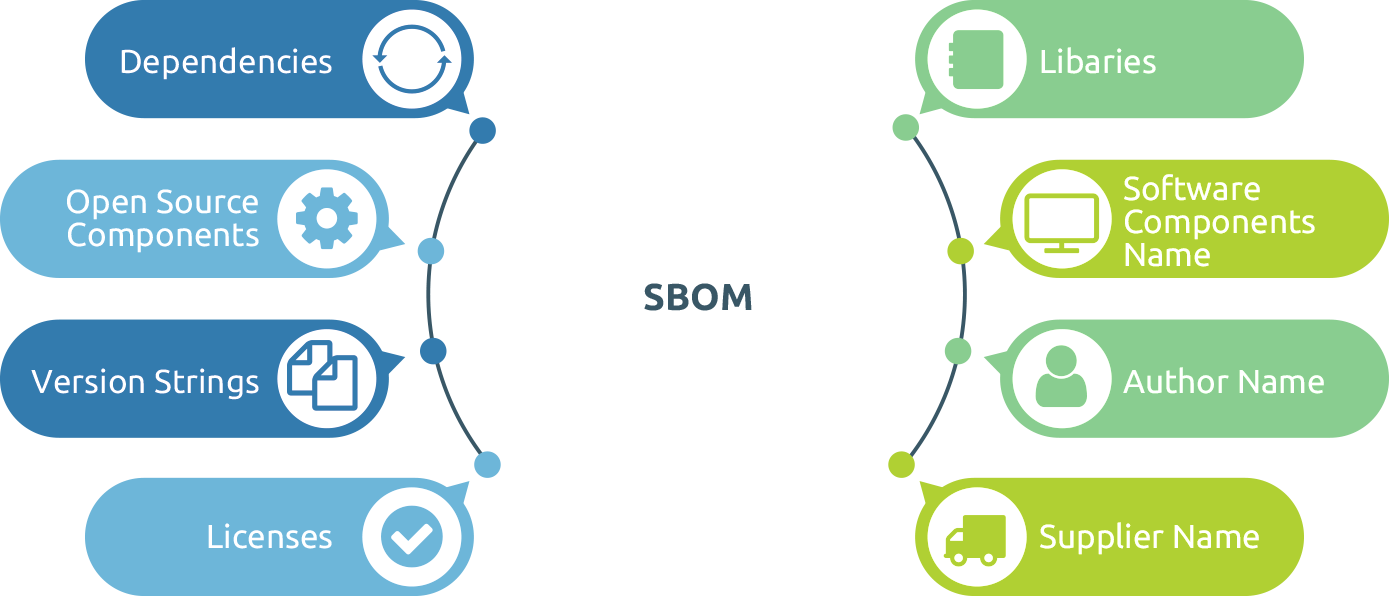 Dependencies
Open Source
Components
Version Strings
Licenses
SBOM
Libaries
Software
Components
Name
Author Name
Supplier Name